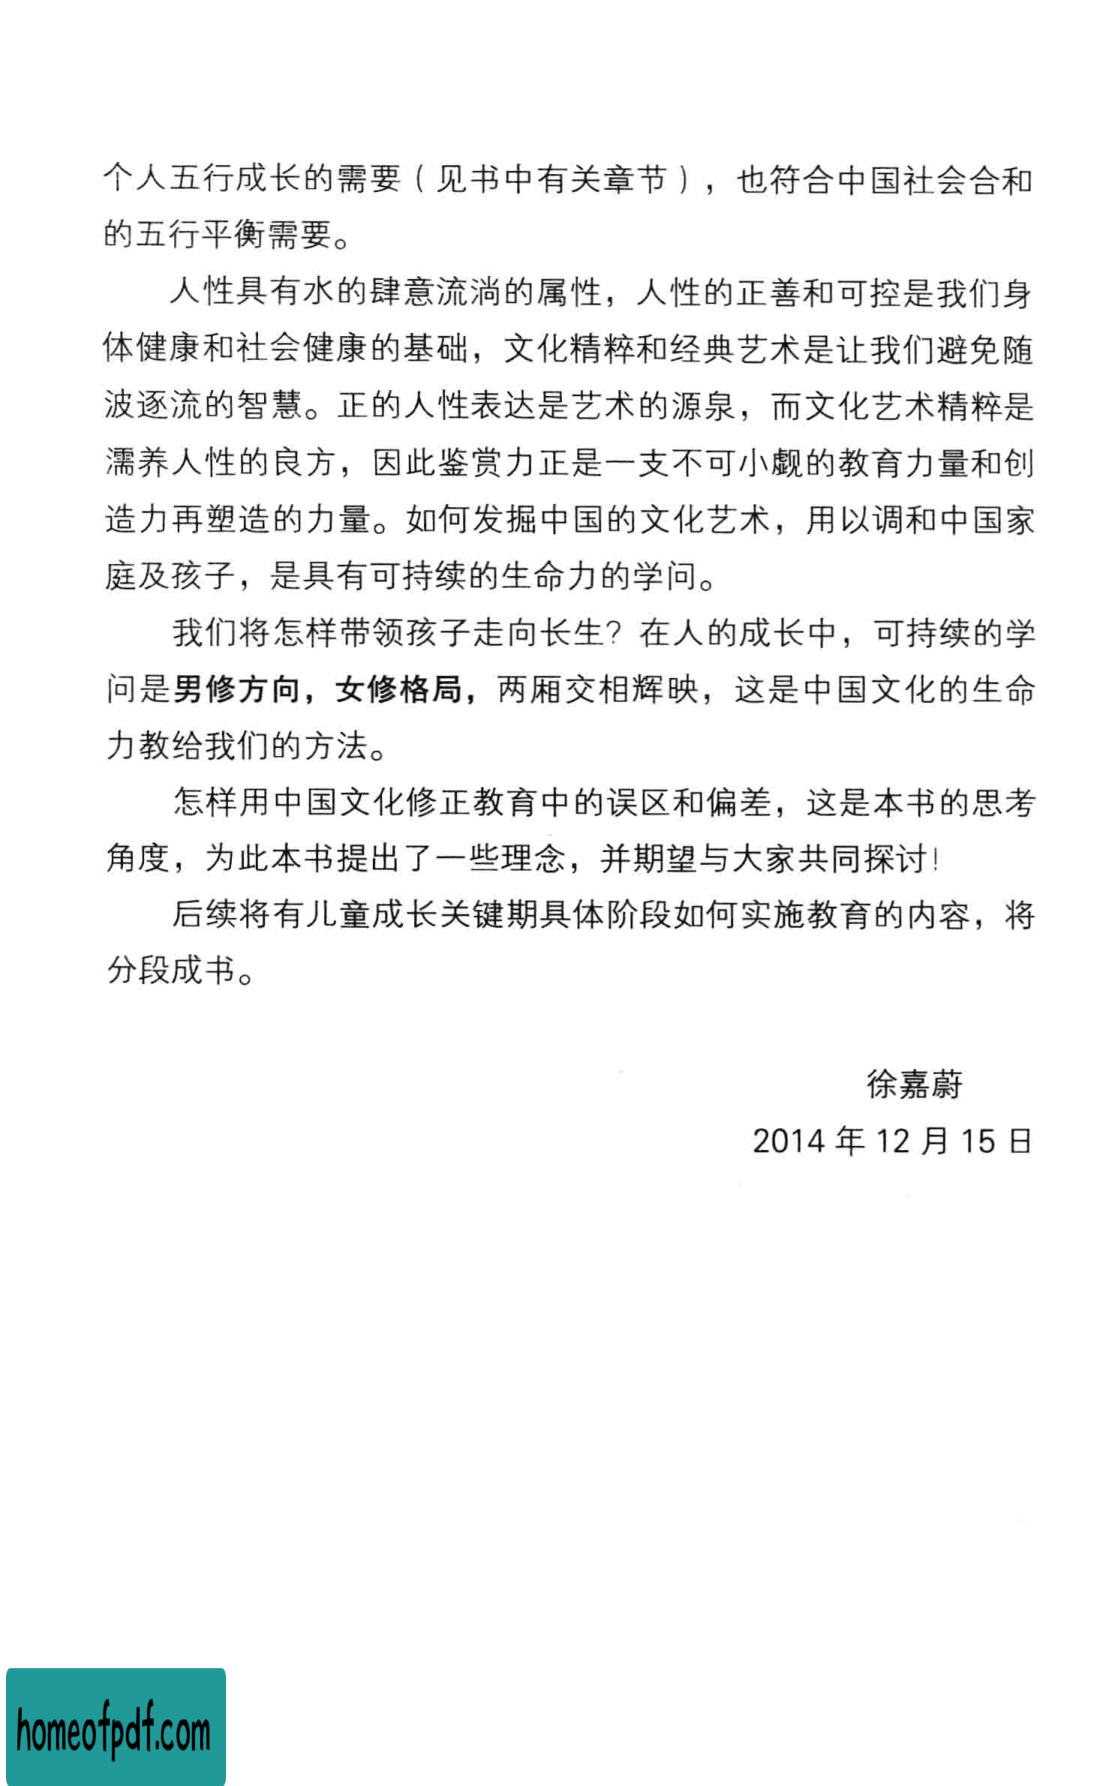 个人五行成长的需要（见书中有关章节），也符合中国社会合和
的五行平衡需要。
人性具有水的肆意流淌的属性，人性的正善和可控是我们身
体健康和社会健康的基础，文化精粹和经典艺术是让我们避免随
波逐流的智慧。正的人性表达是艺术的源泉，而文化艺术精粹是
濡养人性的良方，因此鉴赏力正是一支不可小觑的教育力量和创
造力再塑造的力量。如何发掘中国的文化艺术，用以调和中国家
庭及孩子，是具有可持续的生命力的学问。
我们将怎样带领孩子走向长生？在人的成长中，可持续的学
问是男修方向，女修格局，两厢交相辉映，这是中国文化的生命
力教给我们的方法。
怎样用中国文化修正教育中的误区和偏差，这是本书的思考
角度，为此本书提出了一些理念，并期望与大家共同探讨！
后续将有儿童成长关键期具体阶段如何实施教育的内容，将
分段成书。
徐嘉蔚
2014 年 12 月 15 日
homeofpdf.com